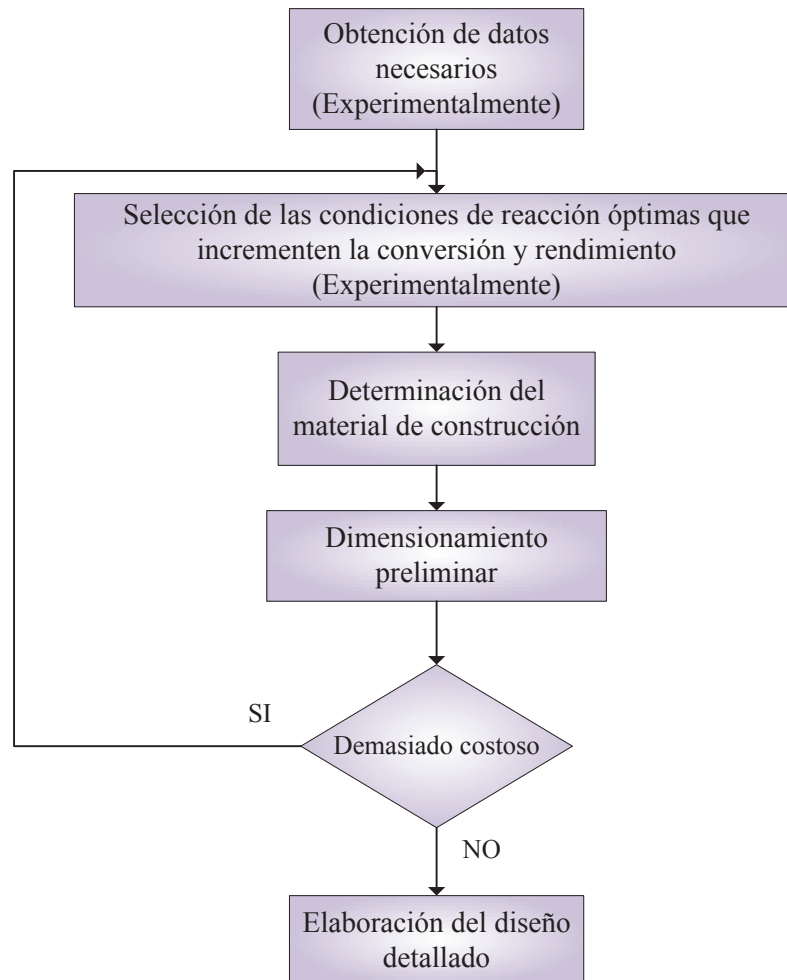 Obtención de datos
necesarios
(Experimentalmente)
Selección de las condiciones de reacción óptimas que
incrementen la conversión y rendimiento
(Experimentalmente)
Determinación del
material de construcción
Dimensionamiento
preliminar
SI
Demasiado costoso
NO
Elaboración del diseño
detallado